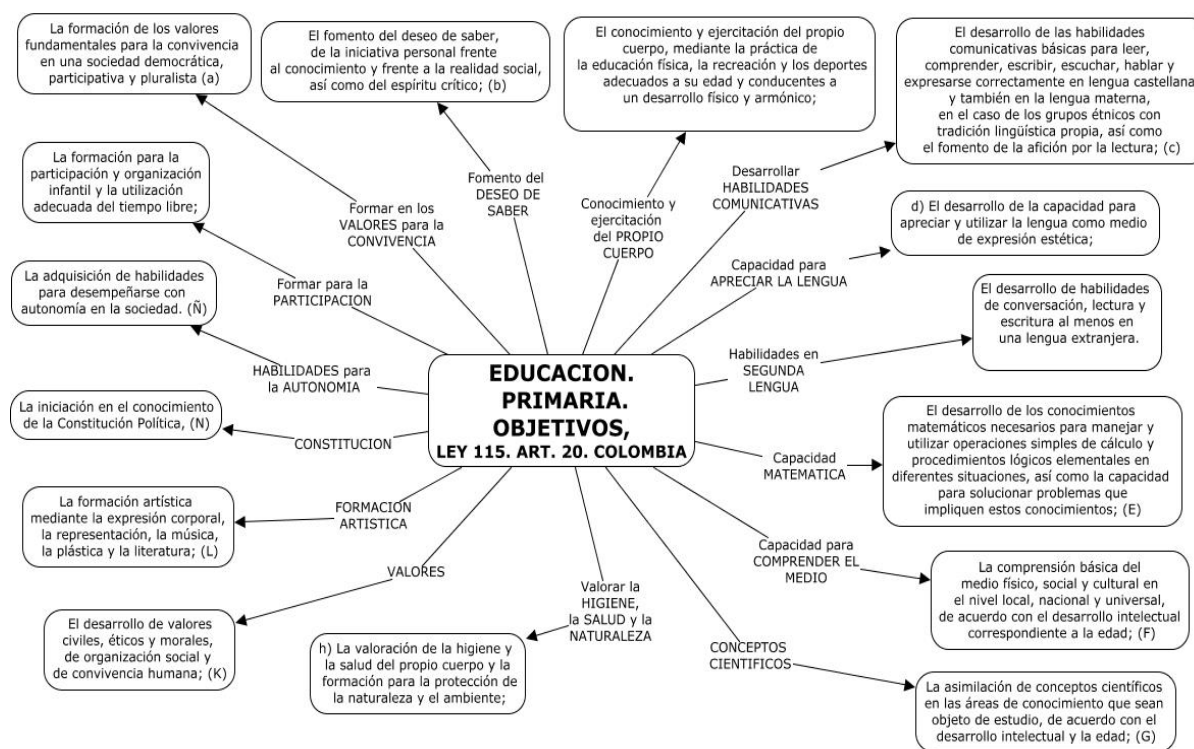 La formación de los valores
fundamentales para la convivencia
en una sociedad democrática,
participativa y pluralista (a)
El fomento del deseo de saber,
de la iniciativa personal frente
al conocimiento y frente a la realidad social,
así como del espíritu crítico; (b)
El conocimiento y ejercitación del propio
cuerpo, mediante la práctica de
la educación física, la recreación y los deportes
adecuados a su edad y conducentes a
un desarrollo físico y armónico;
El desarrollo de las habilidades
comunicativas básicas para leer,
comprender, escribir, escuchar, hablar y
expresarse correctamente en lengua castellana
y también en la lengua materna,
en el caso de los grupos étnicos con
tradición lingüística propia, así como
el fomento de la afición por la lectura; (c)
La formación para la
participación y organización
infantil y la utilización
adecuada del tiempo libre;
Formar en los
VALORES para la
CONVIVENCIA
Fomento del
DESEO DE
SABER
Conocimiento y
ejercitación
del PROPIO
CUERPO
Desarrollar
HABILIDADES
COMUNICATIVAS
d) El desarrollo de la capacidad para
apreciar y utilizar la lengua como medio
de expresión estética;
La adquisición de habilidades
para desempeñarse con
autonomía en la sociedad. (Ñ)
Formar para la
PARTICIPACION
Capacidad para
APRECIAR LA LENGUA
El desarrollo de habilidades
de conversación, lectura y
escritura al menos en
una lengua extranjera.
HABILIDADES para
la AUTONOMIA
EDUCACION.
PRIMARIA.
OBJETIVOS,
LEY 115. ART. 20. COLOMBIA
Habilidades en
SEGUNDA
LENGUA
La iniciación en el conocimiento
de la Constitución Política, (N)
CONSTITUCION
Capacidad
MATEMATICA
El desarrollo de los conocimientos
matemáticos necesarios para manejar y
utilizar operaciones simples de cálculo y
procedimientos lógicos elementales en
diferentes situaciones, así como la capacidad
para solucionar problemas que
impliquen estos conocimientos; (E)
La formación artística
mediante la expresión corporal,
la representación, la música,
la plástica y la literatura; (L)
FORMACION
ARTISTICA
Capacidad para
COMPRENDER EL
MEDIO
La comprensión básica del
medio físico, social y cultural en
el nivel local, nacional y universal,
de acuerdo con el desarrollo intelectual
correspondiente a la edad; (F)
VALORES
El desarrollo de valores
civiles, éticos y morales,
de organización social y
de convivencia humana; (K)
Valorar la
HIGIENE,
la SALUD y la
NATURALEZA
h) La valoración de la higiene y
la salud del propio cuerpo y la
formación para la protección de
la naturaleza y el ambiente;
CONCEPTOS
CIENTIFICOS
La asimilación de conceptos científicos
en las áreas de conocimiento que sean
objeto de estudio, de acuerdo con el
desarrollo intelectual y la edad; (G)